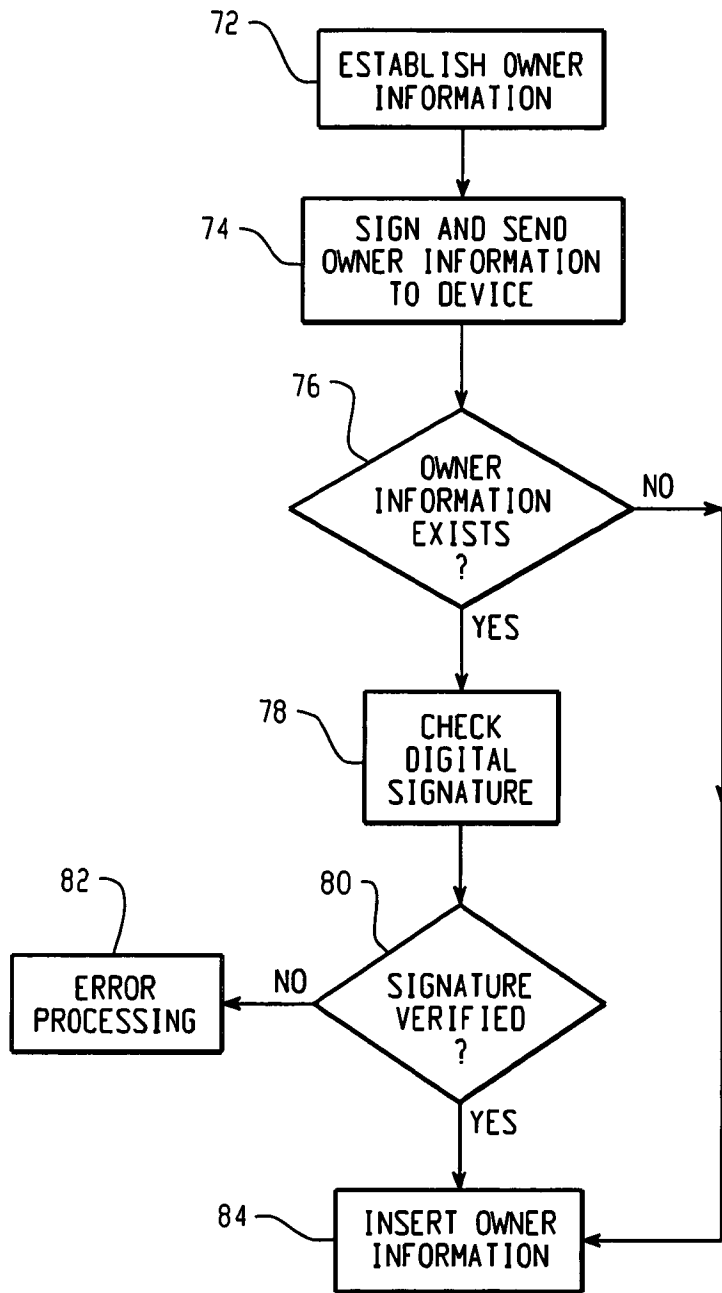 72
ESTABLISH OWNER
INFORMATION
74
SIGN AND SEND
OWNER INFORMATION
TO DEVICE
76
OWNER
INFORMATION
EXISTS
?
NO
YES
78
CHECK
DIGITAL
SIGNATURE
82
80
ERROR
PROCESSING
NO
SIGNATURE
VERIFIED
?
YES
84
INSERT OWNER
INFORMATION